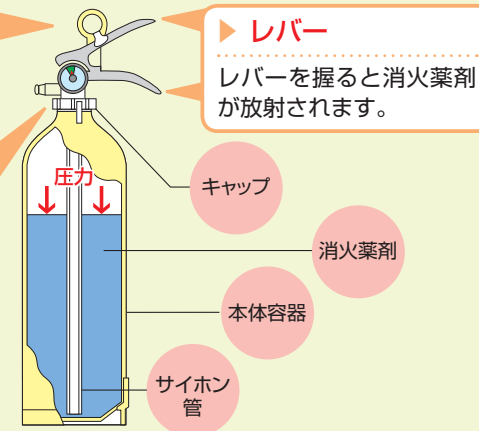 ▶ レバー
レバーを握ると消火薬剤
が放射されます。
圧力
キャップ
消火薬剤
本体容器
サイホン
管